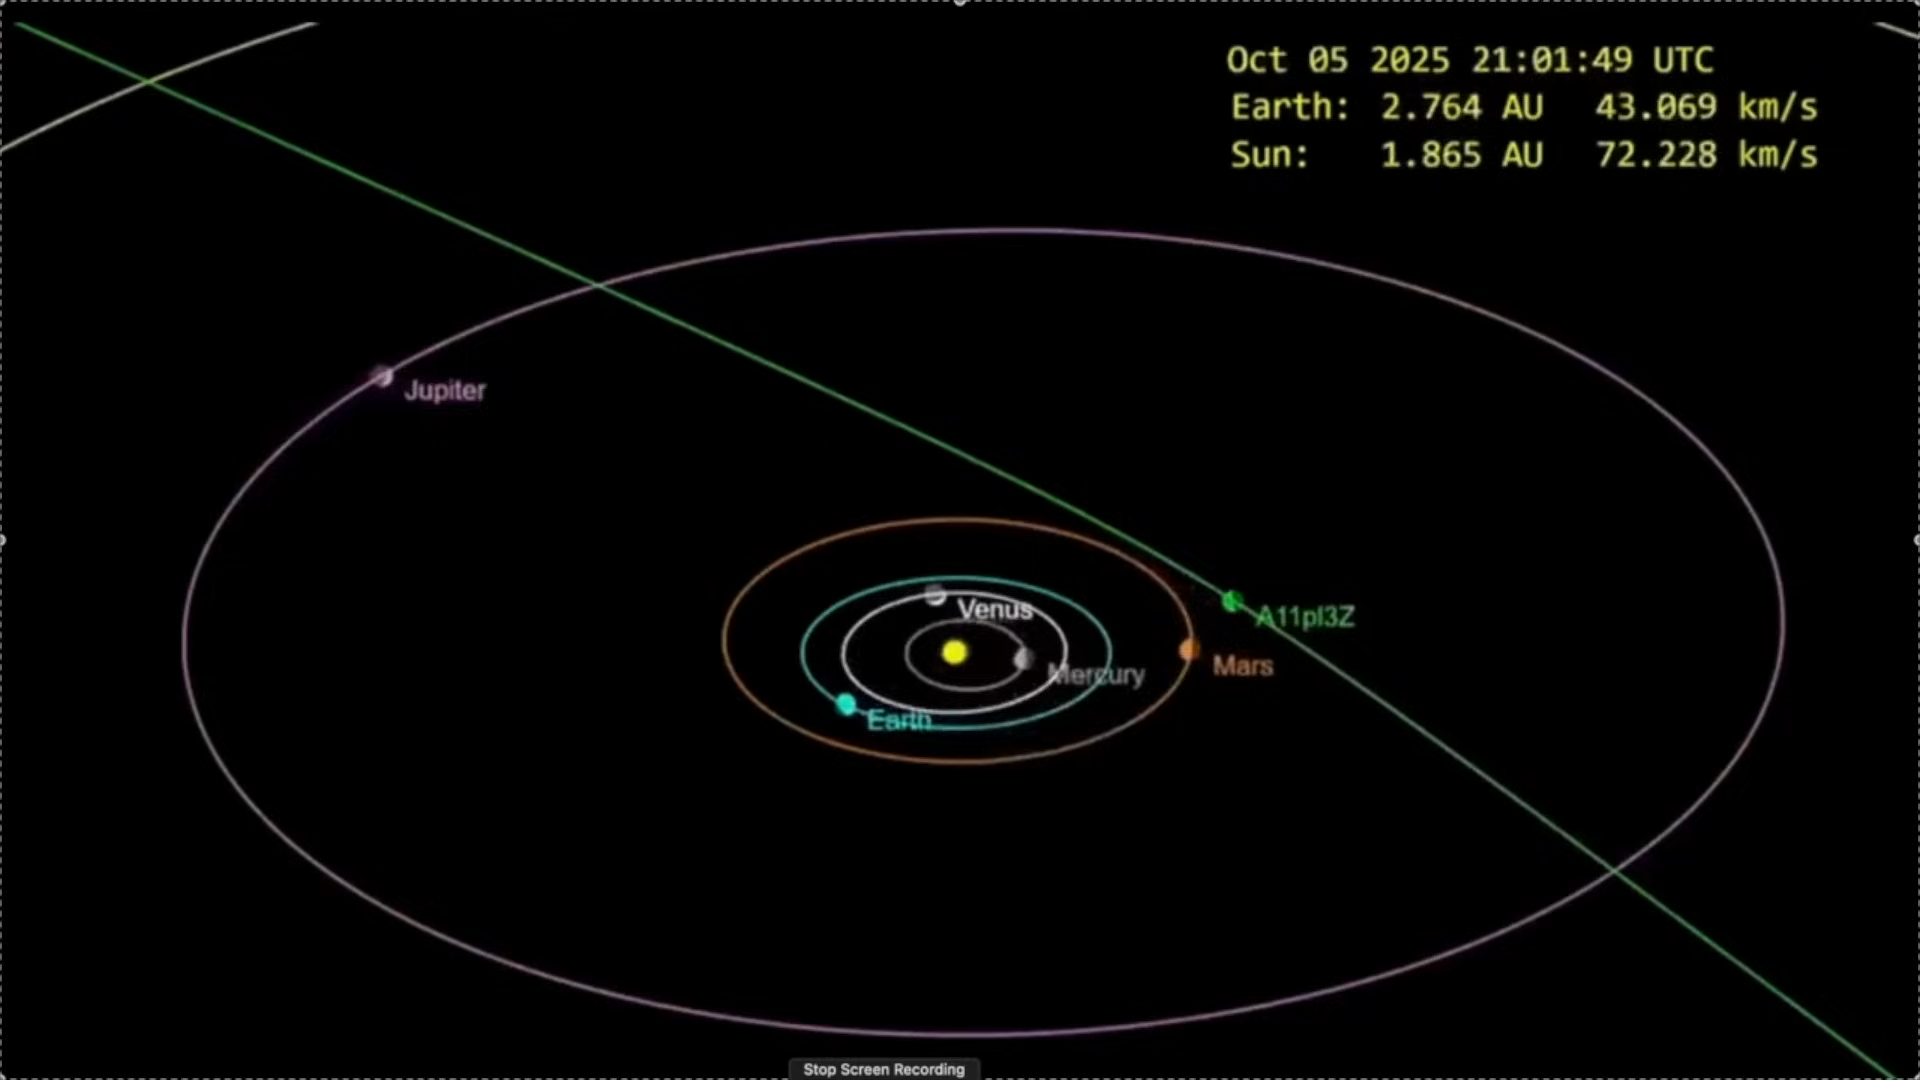 Oct 05 2025 21:01:49 UTC
Earth: 2.764 AU 43.069 km/s
Sun: 1.865 AU 72.228 km/s
Jupiter
Venus
A11pl3Z
Mercury
Mars
Earth
Stop Screen Recording